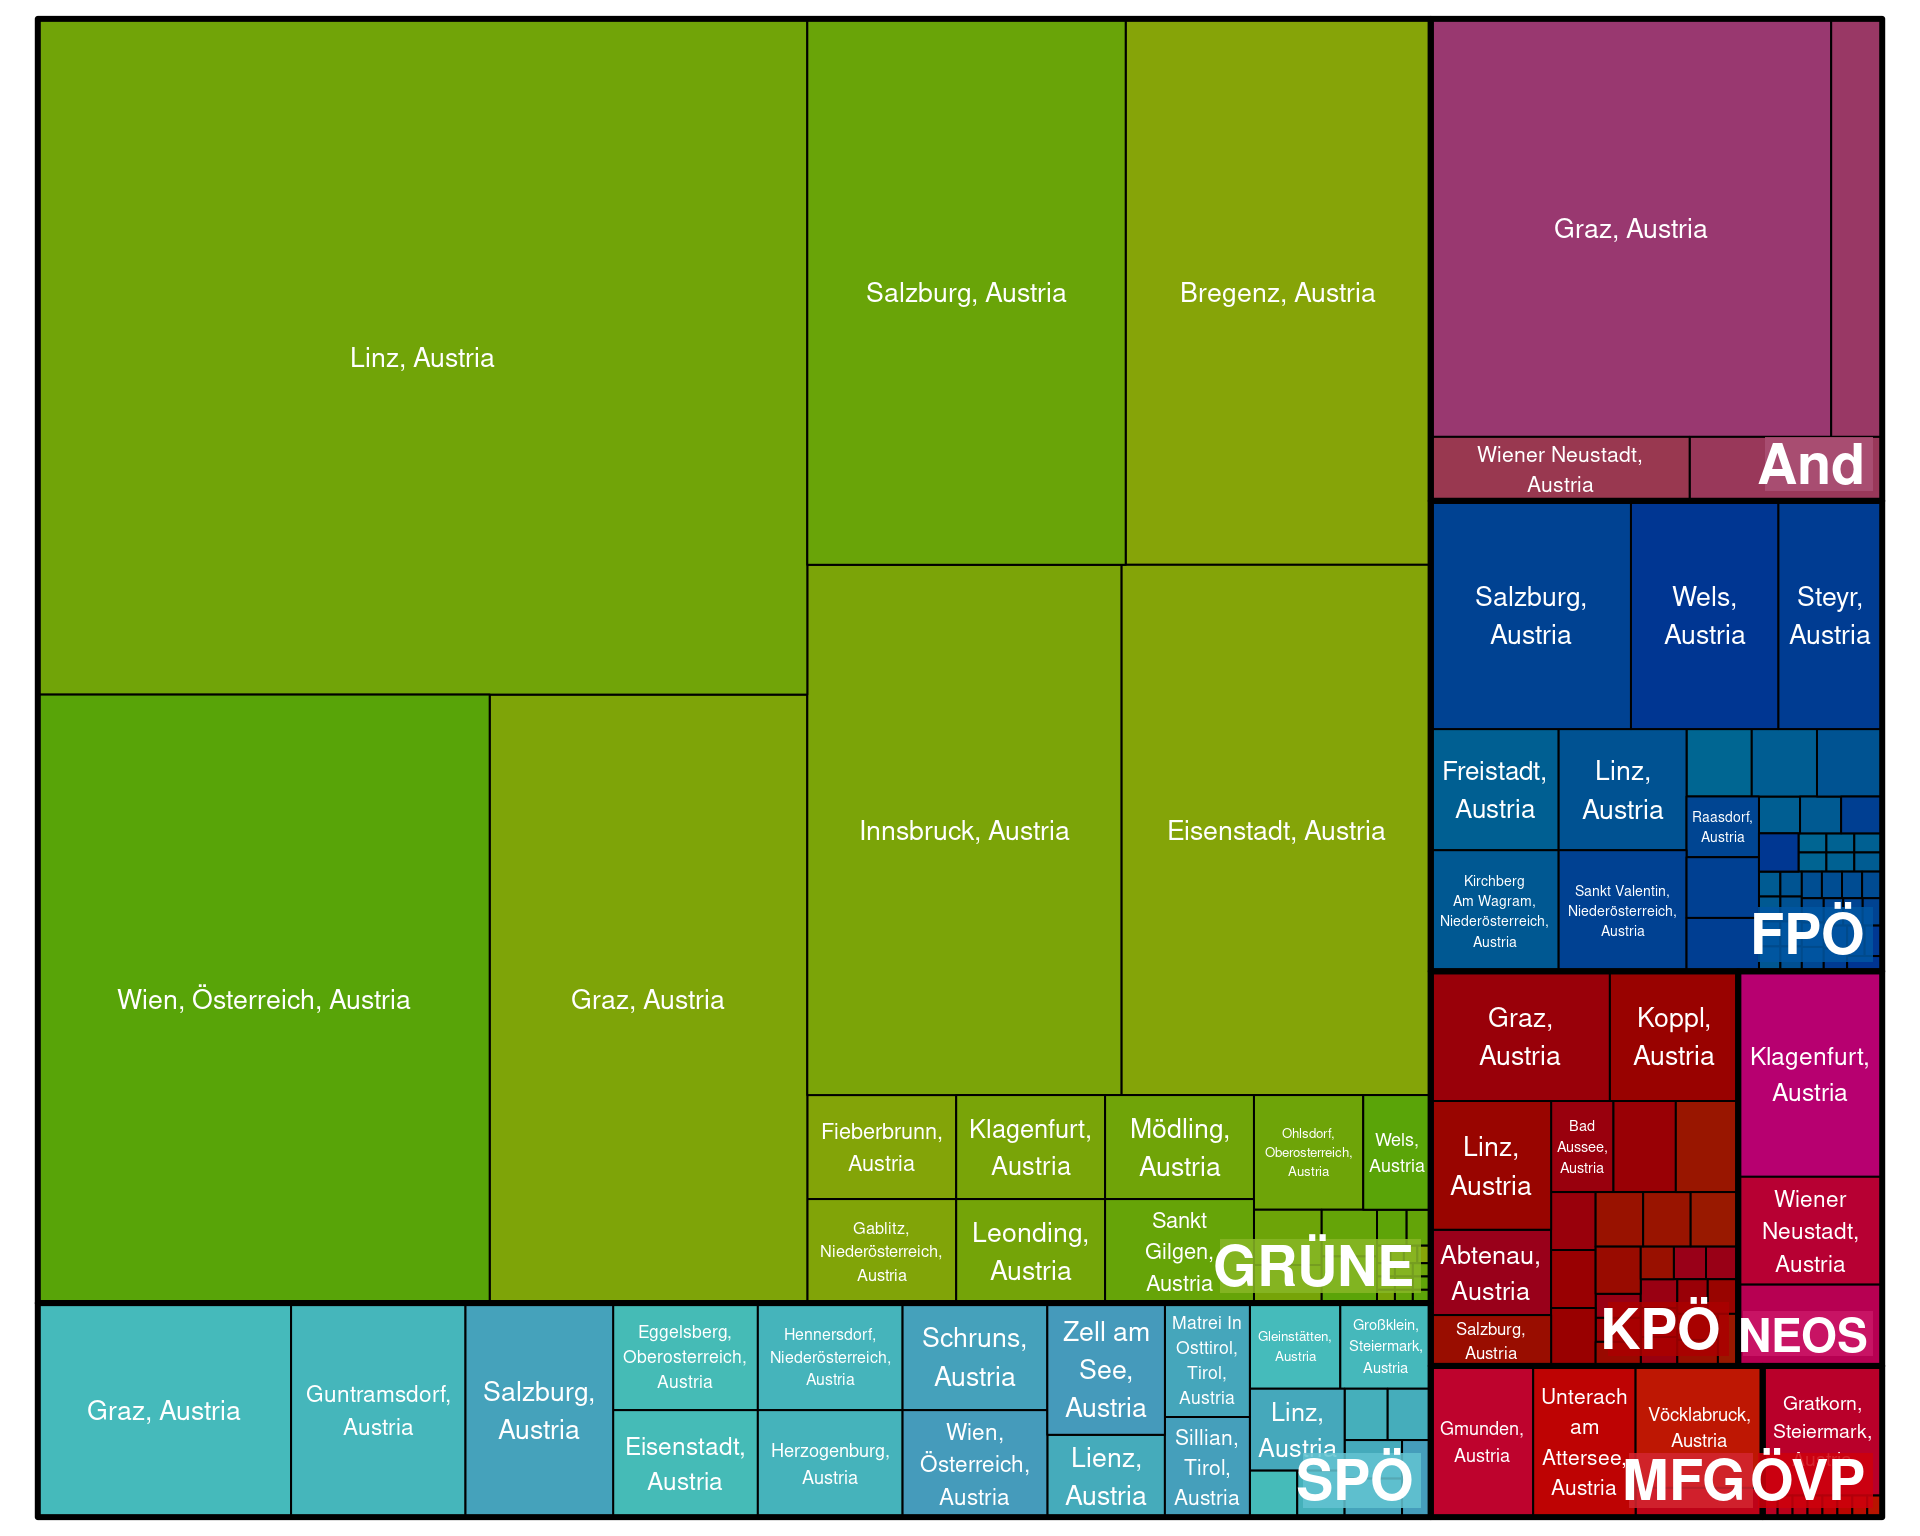 Linz, Austria
Salzburg, Austria
Bregenz, Austria
Wien, Österreich, Austria
Graz, Austria
Innsbruck, Austria
Eisenstadt, Austria
Fieberbrunn,
Austria
Klagenfurt,
Austria
Mödling,
Austria
Ohlsdorf,
Oberosterreich,
Austria
Wels,
Austria
Gablitz,
Niederösterreich,
Austria
Leonding,
Austria
Sankt
Gilgen,
Austria
GRÜNE
Graz, Austria
Guntramsdorf,
Austria
Salzburg,
Austria
Eggelsberg,
Oberosterreich,
Austria
Eisenstadt,
Austria
Hennersdorf,
Niederösterreich,
Austria
Herzogenburg,
Austria
Schruns,
Austria
Wien,
Österreich,
Austria
Zell am
See,
Austria
Lienz,
Austria
Matrei In
Osttirol,
Tirol,
Austria
Sillian,
Tirol,
Austria
Gleinstätten,
Austria
Großklein,
Steiermark,
Austria
Linz,
Austria
SPÖ
Graz, Austria
Wiener Neustadt,
Austria
And
Salzburg,
Austria
Wels,
Austria
Steyr,
Austria
Freistadt,
Austria
Linz,
Austria
Raasdorf,
Austria
Kirchberg
Am Wagram,
Niederösterreich,
Austria
Sankt Valentin,
Niederösterreich,
Austria
FPÖ
Graz,
Austria
Koppl,
Austria
Linz,
Austria
Bad
Aussee,
Austria
Abtenau,
Austria
Salzburg,
Austria
KPÖ
Klagenfurt,
Austria
Wiener
Neustadt,
Austria
NEOS
Gmunden,
Austria
Unterach
am
Attersee,
Austria
Vöcklabruck,
Austria
MFG
Gratkorn,
Steiermark,
ÖVP